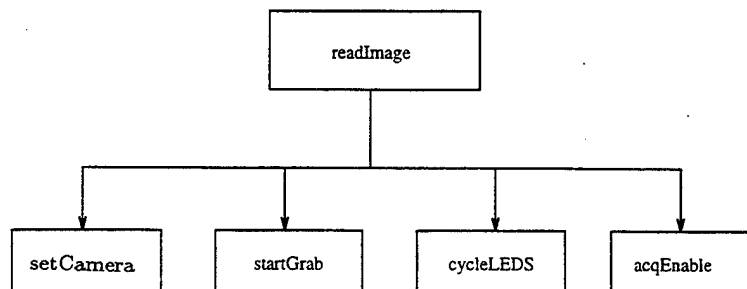 readImage
setCamera
startGrab
cycleLEDS
acqEnable